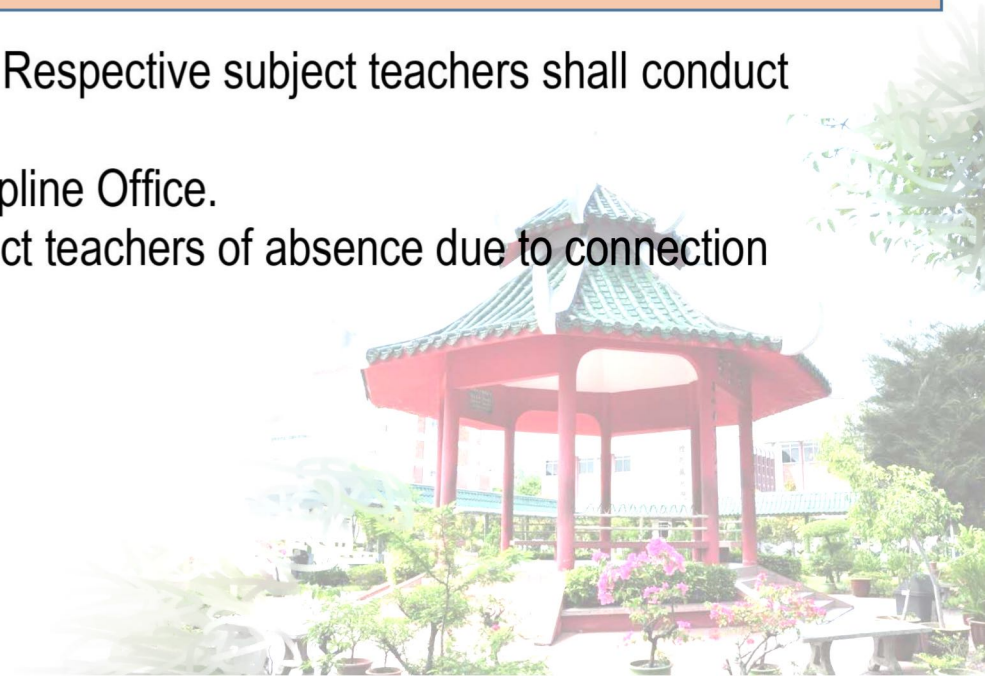 Respective subject teachers shall conduct
pline Office.
ct teachers of absence due to connection